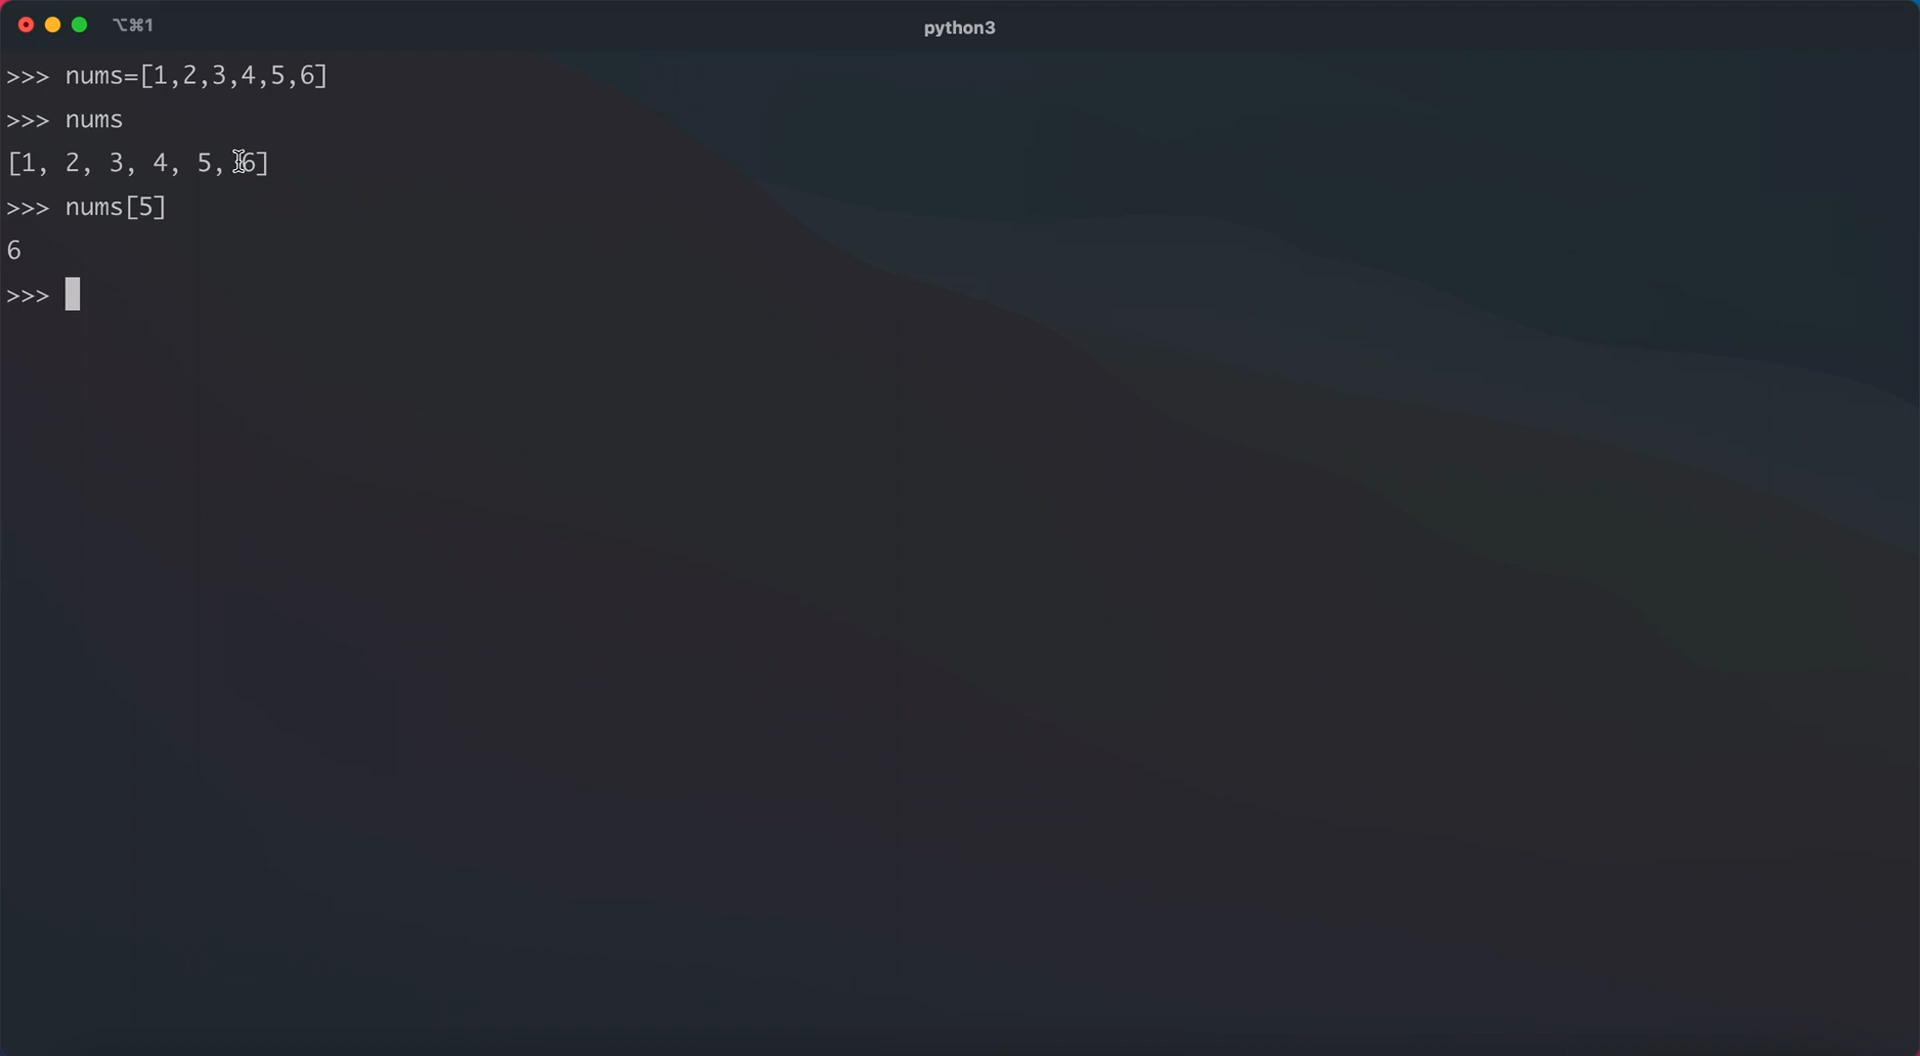 ⌥⌘1
python3
>>> nums=[1,2,3,4,5,6]
>>> nums
[1, 2, 3, 4, 5, 6]
>>> nums[5]
6
>>>